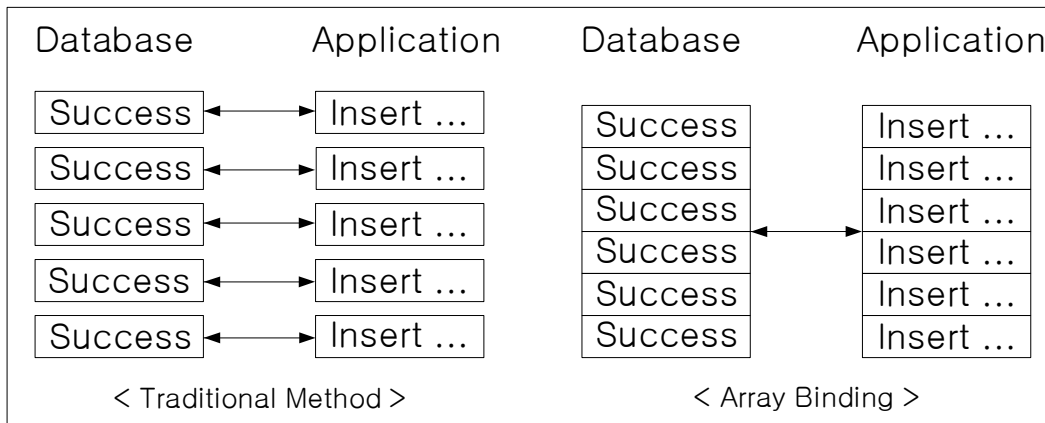 Database Application
Success Insert ...
Success Insert ...
Success Insert ...
Success Insert ...
Success Insert ...
< Traditional Method >
Database Application
Success Insert ...
Success Insert ...
Success Insert ...
Success Insert ...
Success Insert ...
Success Insert ...
< Array Binding >